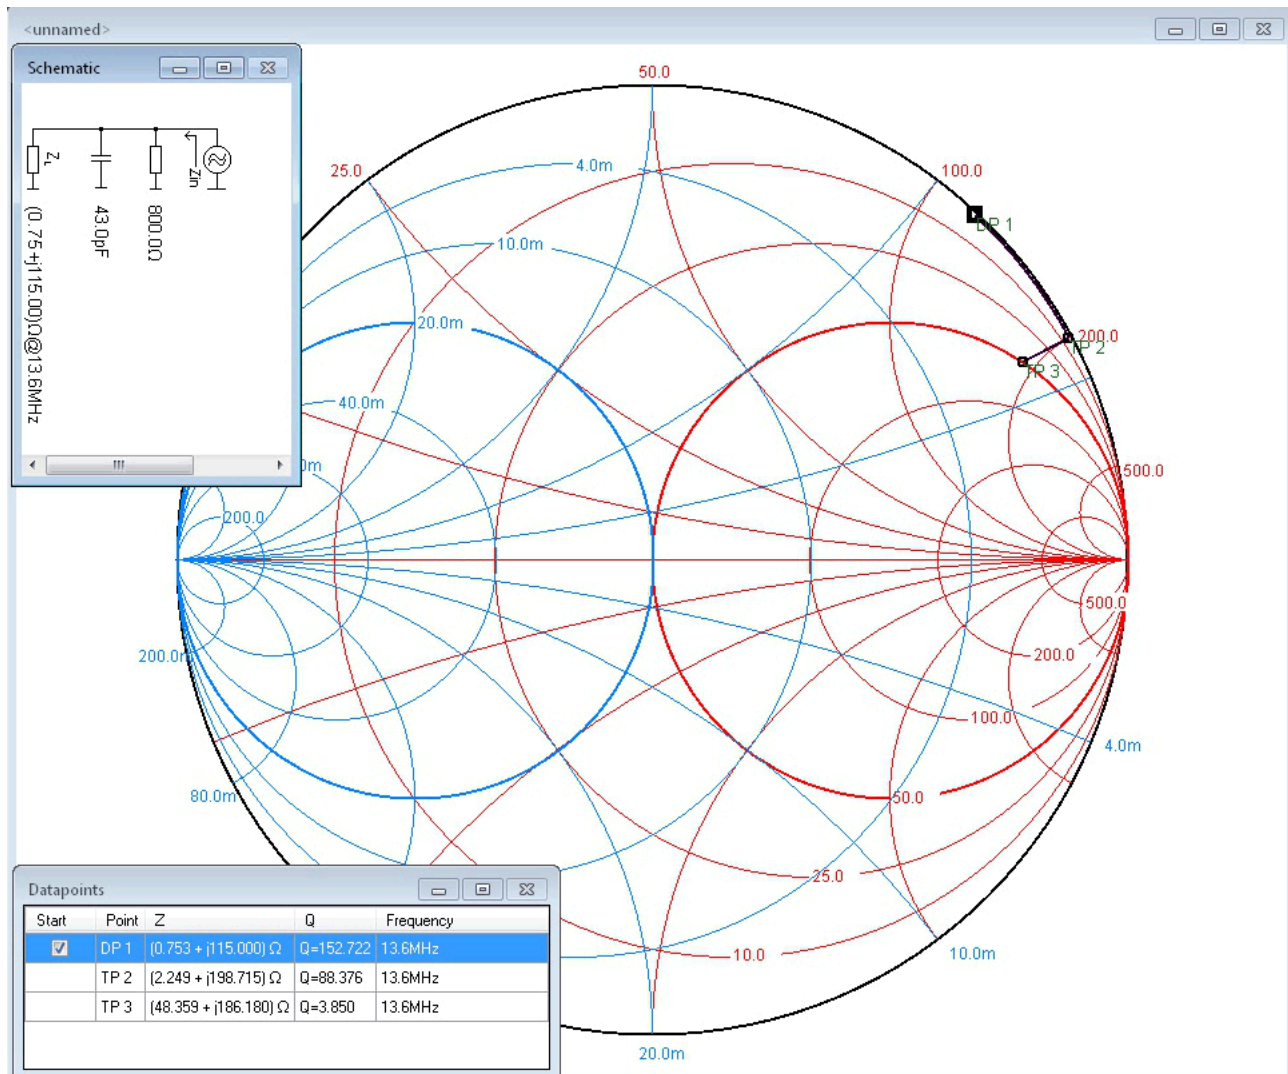 <unnamed>
Schematic
ZL
Zin
800.0Ω
43.0pF
(0.75+j115.00)Ω@13.6MHz
50.0
25.0
100.0
4.0m
DP 1
10.0m
20.0m
200.0
TP 2
TP 3
40.0m
500.0
200.0
500.0
200.0
200.0
100.0
4.0m
80.0m
50.0
25.0
10.0
10.0m
20.0m
Datapoints
Start Point Z Q Frequency
DP 1 (0.753 + j115.000) Ω Q=152.722 13.6MHz
TP 2 (2.249 + j198.715) Ω Q=88.376 13.6MHz
TP 3 (48.359 + j186.180) Ω Q=3.850 13.6MHz